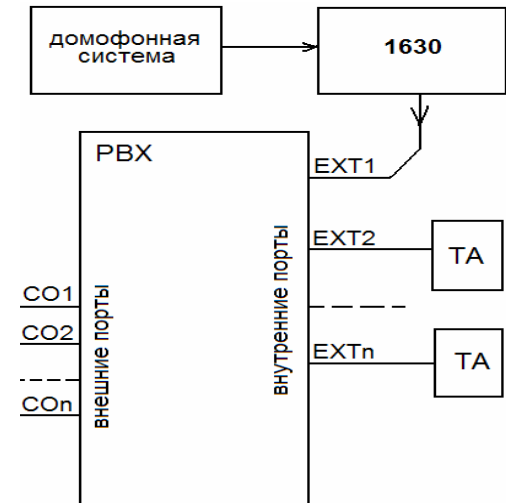 домофонная
система
1630
PBX
EXT1
EXT2
TA
CO1
CO2
внешние порты
внутренние порты
EXTn
TA
COn